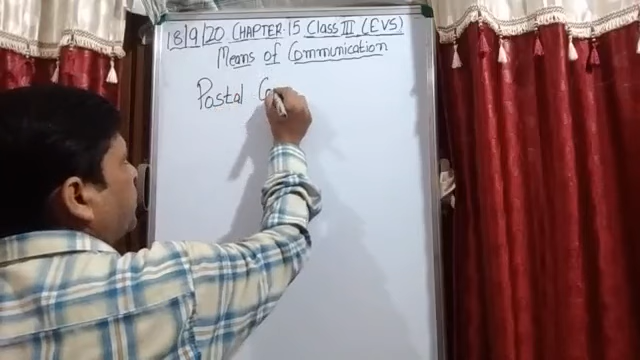 18/9/20 CHAPTER-15 Class III (EVS)
Means of Communication
Postal